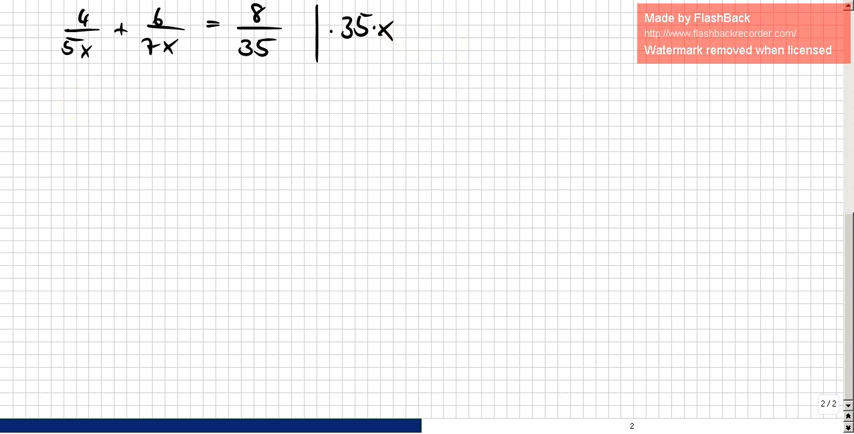 4/5x + 6/7x = 8/35 | · 35·x
Made by FlashBack
http://www.flashbackrecorder.com/
Watermark removed when licensed
2/2
2